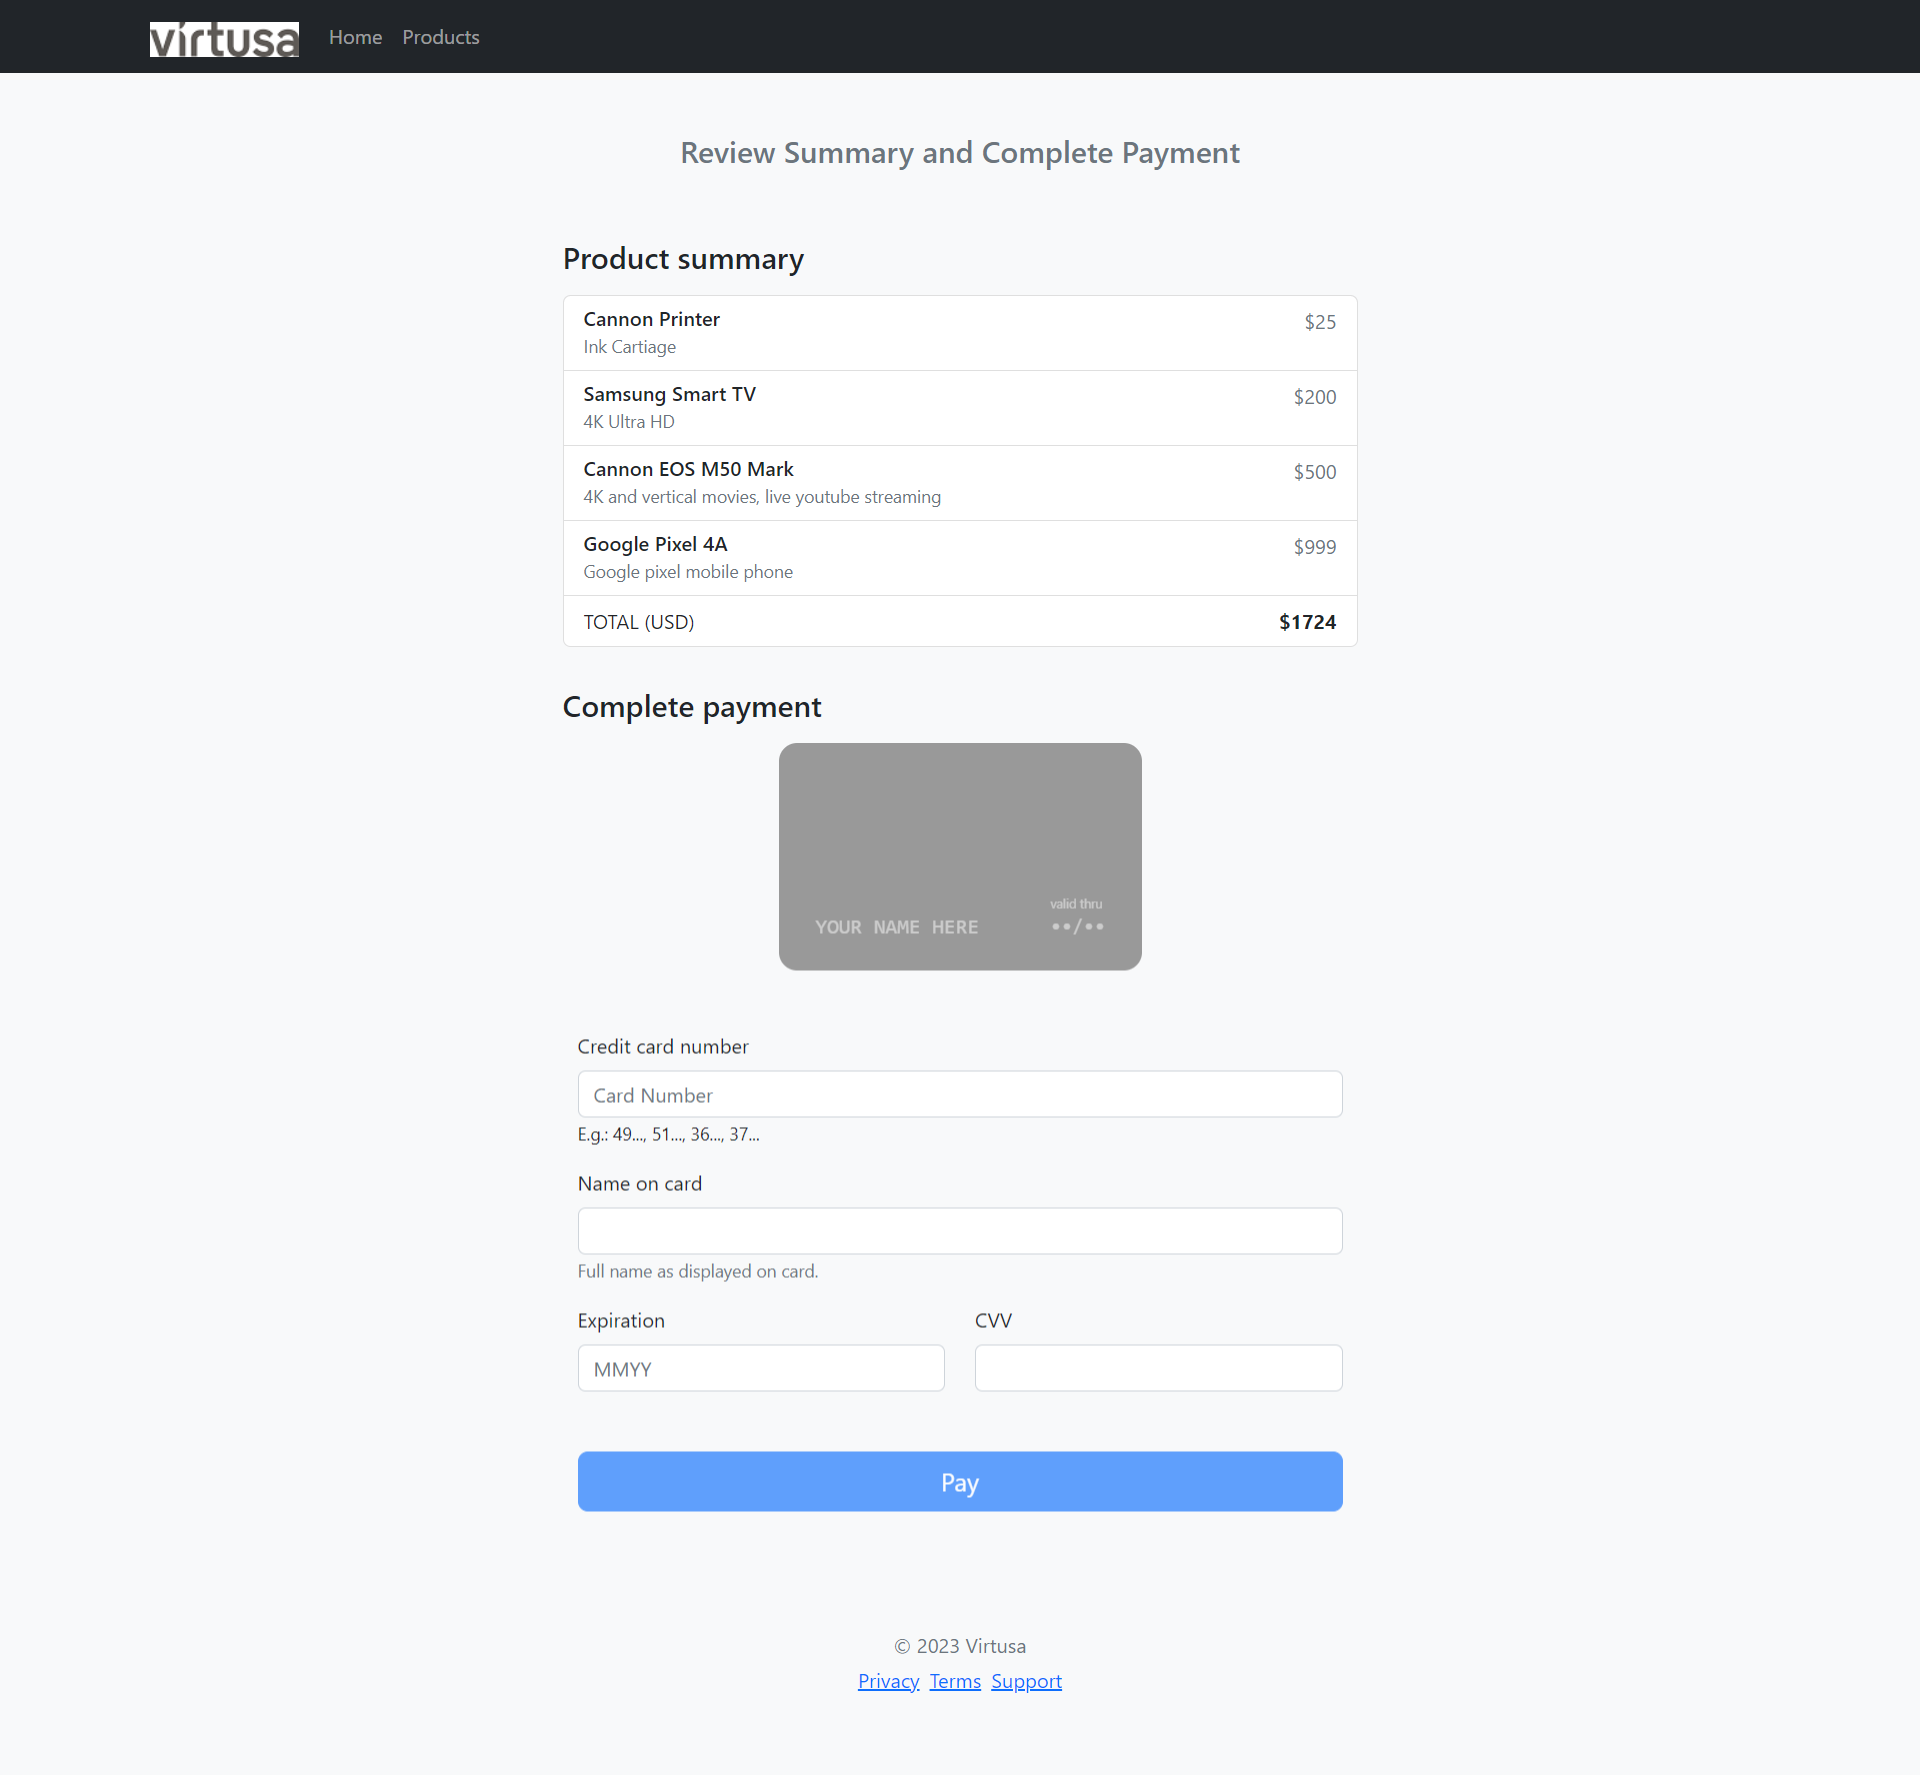 virtusa Home Products
Review Summary and Complete Payment
Product summary
Cannon Printer $25
Ink Cartiage
Samsung Smart TV $200
4K Ultra HD
Cannon EOS M50 Mark $500
4K and vertical movies, live youtube streaming
Google Pixel 4A $999
Google pixel mobile phone
TOTAL (USD) $1724
Complete payment
valid thru
YOUR NAME HERE ••/••
Credit card number
Card Number
E.g.: 49..., 51..., 36..., 37...
Name on card
Full name as displayed on card.
Expiration CVV
MMYY
Pay
© 2023 Virtusa
Privacy Terms Support